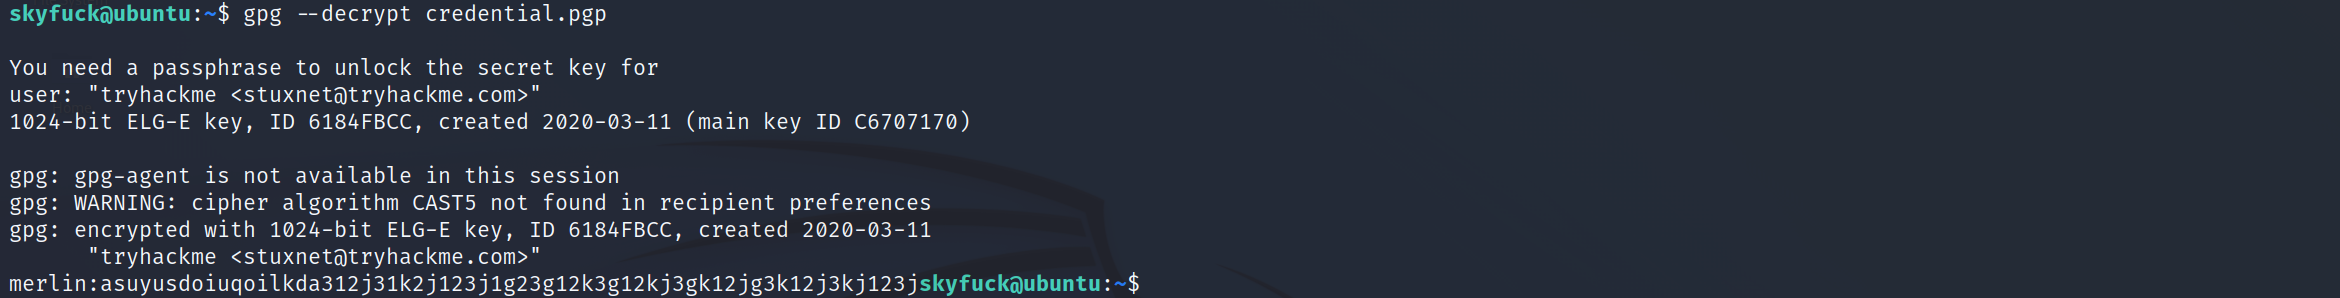 skyfuck@ubuntu:~$ gpg --decrypt credential.pgp
You need a passphrase to unlock the secret key for
user: "tryhackme <stuxnet@tryhackme.com>"
1024-bit ELG-E key, ID 6184FBCC, created 2020-03-11 (main key ID C6707170)
gpg: gpg-agent is not available in this session
gpg: WARNING: cipher algorithm CAST5 not found in recipient preferences
gpg: encrypted with 1024-bit ELG-E key, ID 6184FBCC, created 2020-03-11
"tryhackme <stuxnet@tryhackme.com>"
merlin:asuyusdoiuqoilkda312j31k2j123j1g23g12k3g12kj3gk12jg3k12j3kj123jskyfuck@ubuntu:~$